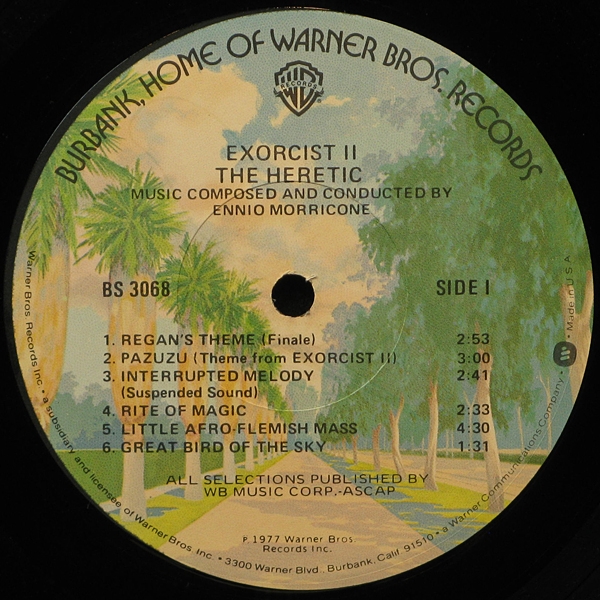 BURBANK, HOME OF WARNER BROS. RECORDS
WB
RECORDS
EXORCIST II
THE HERETIC
MUSIC COMPOSED AND CONDUCTED BY
ENNIO MORRICONE
BS 3068
SIDE I
1. REGAN'S THEME (Finale) 2:53
2. PAZUZU (Theme from EXORCIST II) 3:00
3. INTERRUPTED MELODY 2:41
(Suspended Sound)
4. RITE OF MAGIC 2:33
5. LITTLE AFRO-FLEMISH MASS 4:30
6. GREAT BIRD OF THE SKY 1:31
ALL SELECTIONS PUBLISHED BY
WB MUSIC CORP.-ASCAP
P. 1977 Warner Bros.
Records Inc.
Warner Bros. Records Inc. • a subsidiary and licensee of Warner Bros. Inc. • 3300 Warner Blvd., Burbank, Calif. 91510 • a Warner Communications Company • Made in U.S.A.